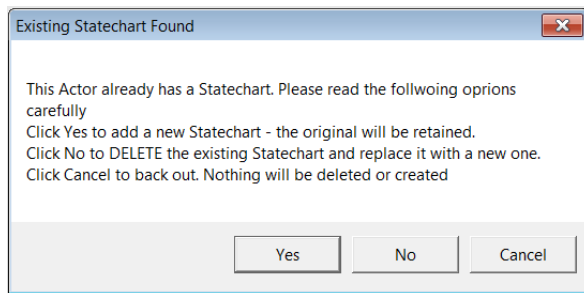 Existing Statechart Found
This Actor already has a Statechart. Please read the follwoing oprions
carefully
Click Yes to add a new Statechart - the original will be retained.
Click No to DELETE the existing Statechart and replace it with a new one.
Click Cancel to back out. Nothing will be deleted or created
Yes No Cancel